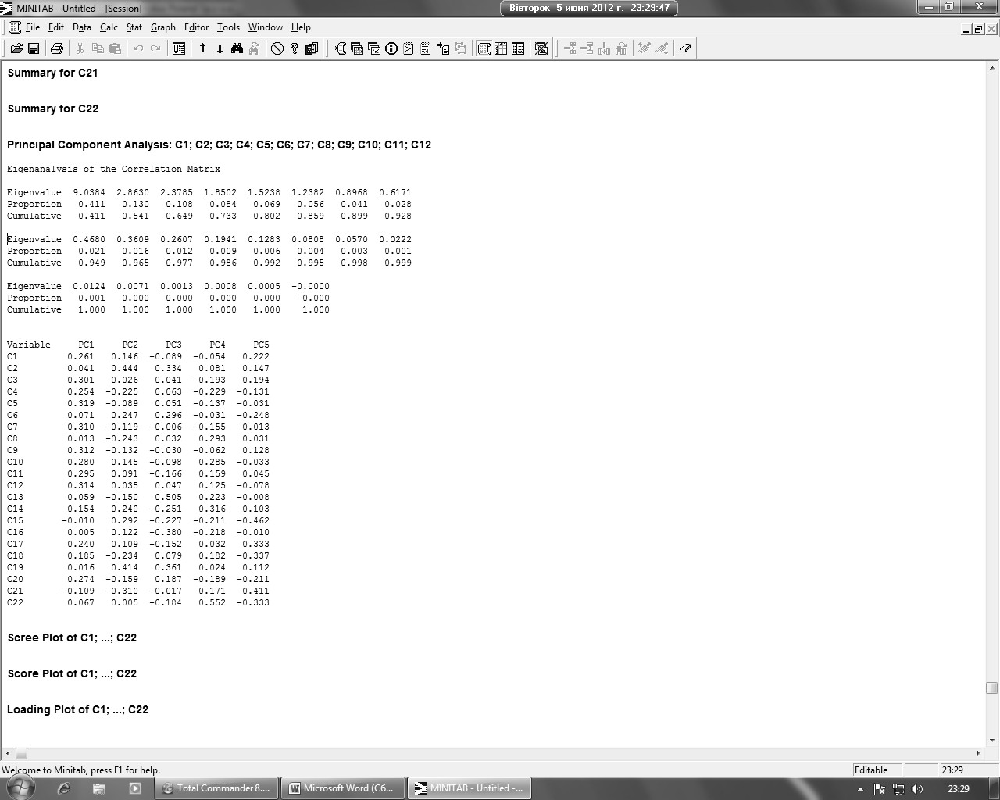 MINITAB - Untitled - [Session]
Вівторок 5 июня 2012 г. 23:29:47
File Edit Data Calc Stat Graph Editor Tools Window Help
Summary for C21
Summary for C22
Principal Component Analysis: C1; C2; C3; C4; C5; C6; C7; C8; C9; C10; C11; C12
Eigenanalysis of the Correlation Matrix
Eigenvalue 9.0384 2.8630 2.3785 1.8502 1.5238 1.2382 0.8968 0.6171
Proportion 0.411 0.130 0.108 0.084 0.069 0.056 0.041 0.028
Cumulative 0.411 0.541 0.649 0.733 0.802 0.859 0.899 0.928
Eigenvalue 0.4680 0.3609 0.2607 0.1941 0.1283 0.0808 0.0570 0.0222
Proportion 0.021 0.016 0.012 0.009 0.006 0.004 0.003 0.001
Cumulative 0.949 0.965 0.977 0.986 0.992 0.995 0.998 0.999
Eigenvalue 0.0124 0.0071 0.0013 0.0008 0.0005 -0.0000
Proportion 0.001 0.000 0.000 0.000 0.000 -0.000
Cumulative 1.000 1.000 1.000 1.000 1.000 1.000
Variable PC1 PC2 PC3 PC4 PC5
C1 0.261 0.146 -0.089 -0.054 0.222
C2 0.041 0.444 0.334 0.081 0.147
C3 0.301 0.026 0.041 -0.193 0.194
C4 0.254 -0.225 0.063 -0.229 -0.131
C5 0.319 -0.089 0.051 -0.137 -0.031
C6 0.071 0.247 0.296 -0.031 -0.248
C7 0.310 -0.119 -0.006 -0.155 0.013
C8 0.013 -0.243 0.032 0.293 0.031
C9 0.312 -0.132 -0.030 -0.062 0.128
C10 0.280 0.145 -0.098 0.285 -0.033
C11 0.295 0.091 -0.166 0.159 0.045
C12 0.314 0.035 0.047 0.125 -0.078
C13 0.059 -0.150 0.505 0.223 -0.008
C14 0.154 0.240 -0.251 0.316 0.103
C15 -0.010 0.292 -0.227 -0.211 -0.462
C16 0.005 0.122 -0.380 -0.218 -0.010
C17 0.240 0.109 -0.152 0.032 0.333
C18 0.185 -0.234 0.079 0.182 -0.337
C19 0.016 0.414 0.361 0.024 0.112
C20 0.274 -0.159 0.187 -0.189 -0.211
C21 -0.109 -0.310 -0.017 0.171 0.411
C22 0.067 0.005 -0.184 0.552 -0.333
Scree Plot of C1; ...; C22
Score Plot of C1; ...; C22
Loading Plot of C1; ...; C22
Welcome to Minitab, press F1 for help.
Editable
23:29
Total Commander 8....
Microsoft Word (C6...
MINITAB - Untitled -...
23:29